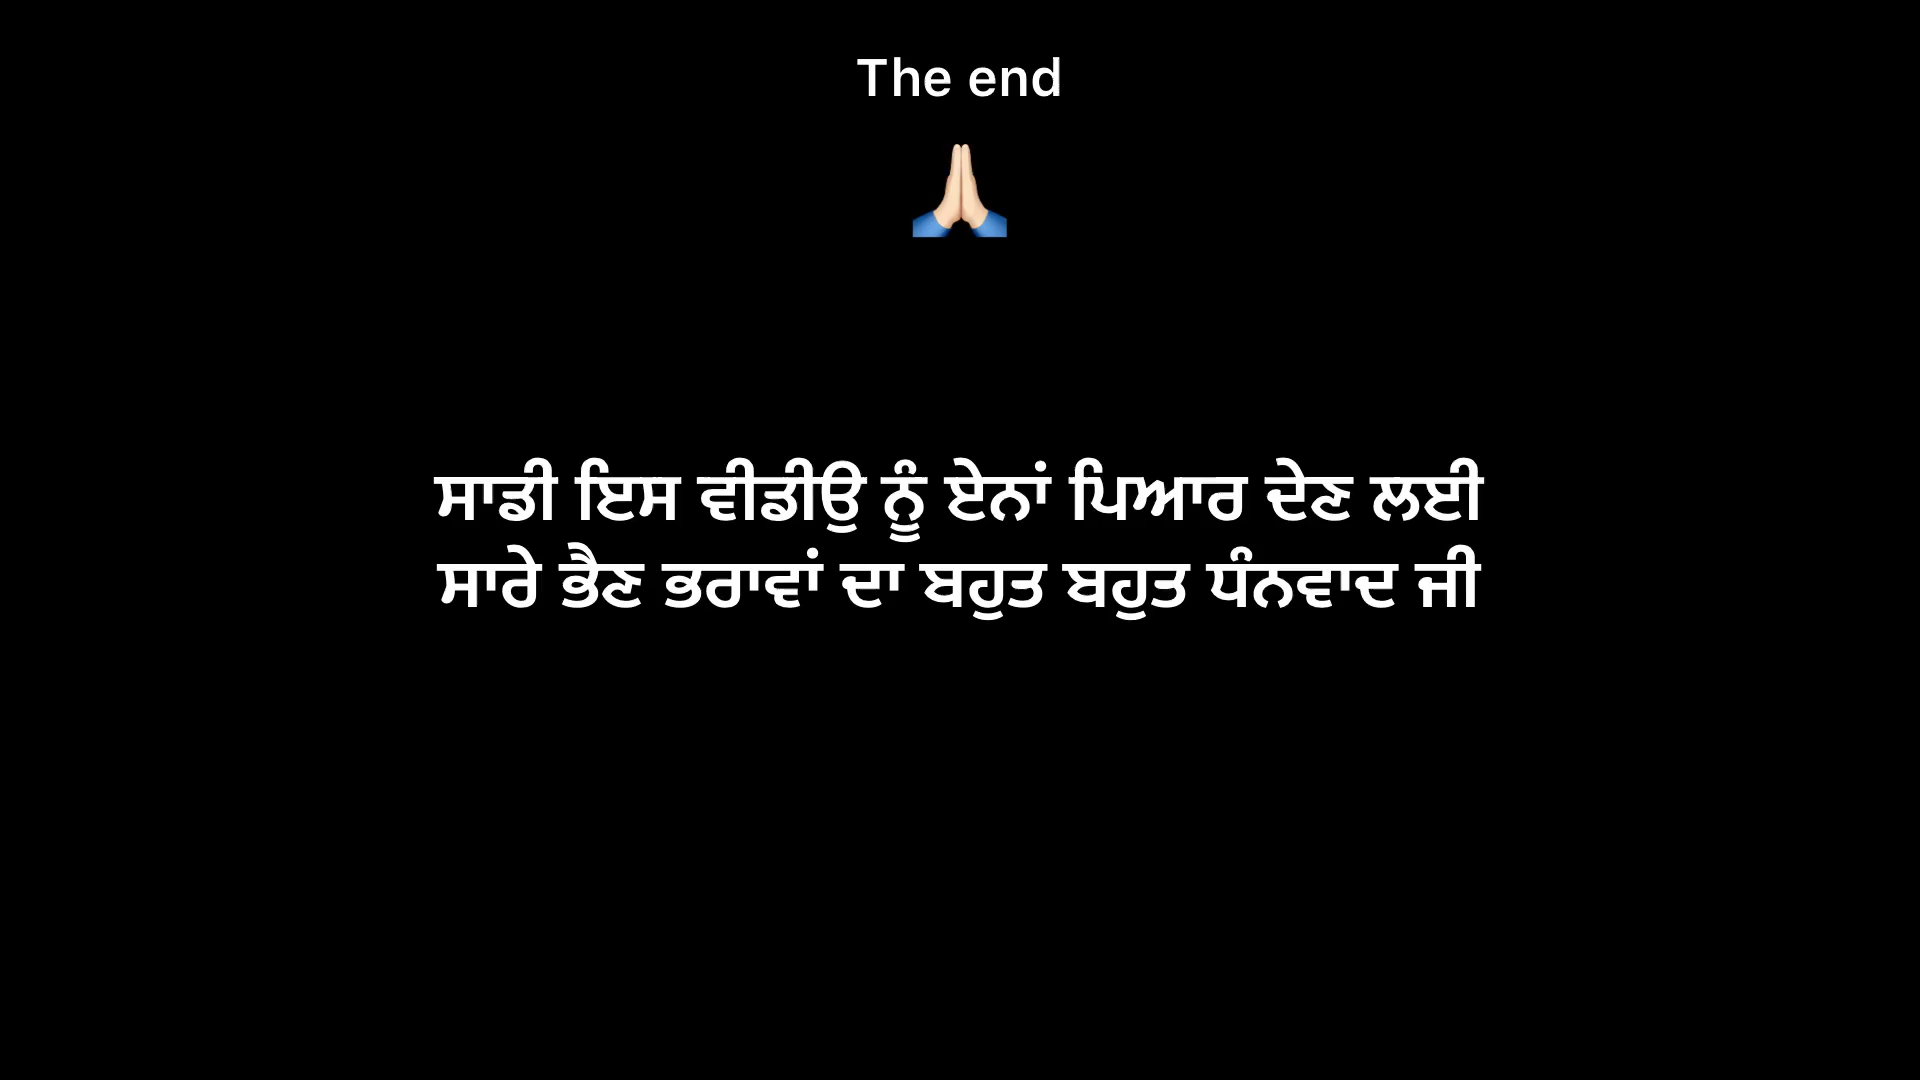 The end
🙏🏻
ਸਾਡੀ ਇਸ ਵੀਡੀਉ ਨੂੰ ਏਨਾਂ ਪਿਆਰ ਦੇਣ ਲਈ
ਸਾਰੇ ਭੈਣ ਭਰਾਵਾਂ ਦਾ ਬਹੁਤ ਬਹੁਤ ਧੰਨਵਾਦ ਜੀ